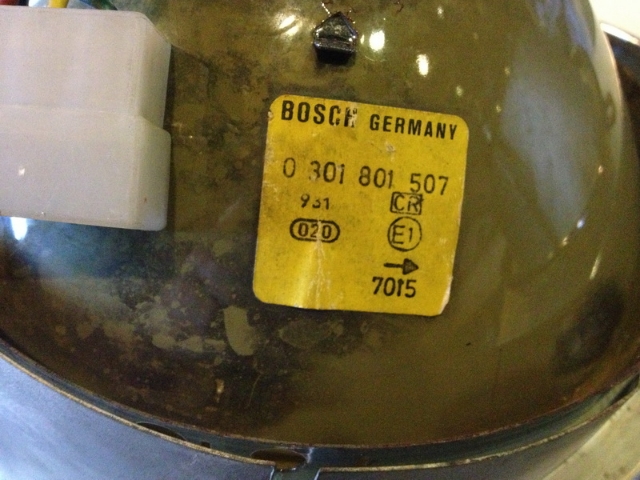 BOSCH GERMANY
0 301 801 507
931 CR
020 E1
7015